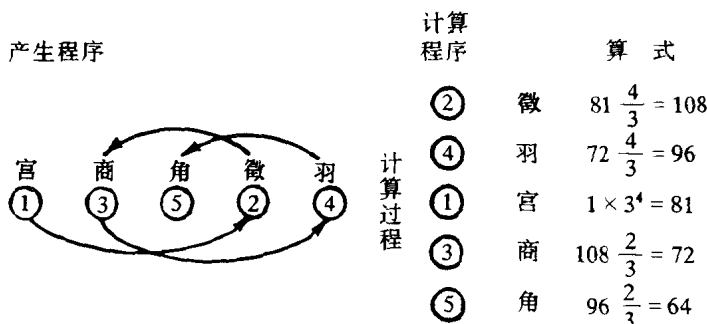 产生程序
宫 商 角 徵 羽
① ③ ⑤ ② ④
计算过程
计算程序 算 式
② 徵 81 4/3 = 108
④ 羽 72 4/3 = 96
① 宫 1 × 3⁴ = 81
③ 商 108 2/3 = 72
⑤ 角 96 2/3 = 64